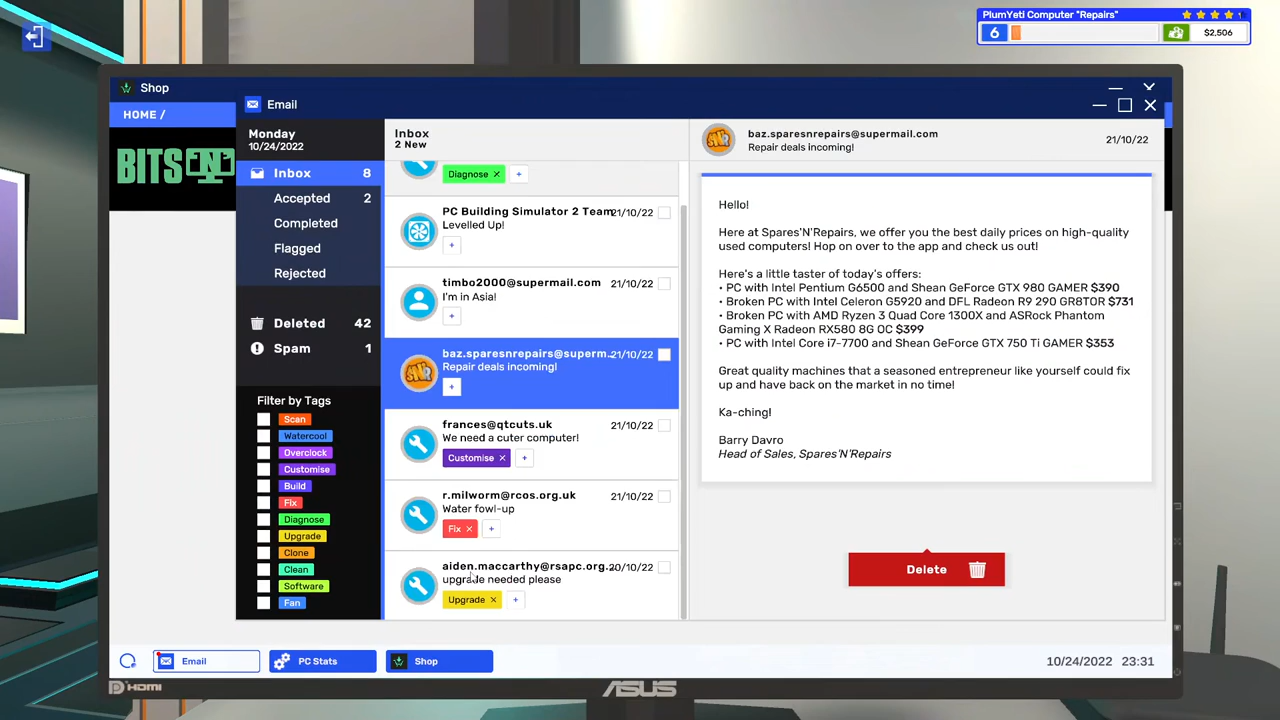 PlumYeti Computer "Repairs"
6
$2,506
Shop
HOME /
BITSN
Email
Monday
10/24/2022
Inbox 8
Accepted 2
Completed
Flagged
Rejected
Deleted 42
Spam 1
Filter by Tags
Scan
Watercool
Overclock
Customise
Build
Fix
Diagnose
Upgrade
Clone
Clean
Software
Fan
Inbox
2 New
Diagnose × +
PC Building Simulator 2 Team 21/10/22
Levelled Up!
+
timbo2000@supermail.com 21/10/22
I'm in Asia!
+
baz.sparesnrepairs@superm... 21/10/22
Repair deals incoming!
+
frances@qtcuts.uk 21/10/22
We need a cuter computer!
Customise × +
r.milworm@rcos.org.uk 21/10/22
Water fowl-up
Fix × +
aiden.maccarthy@rsapc.org... 20/10/22
upgrade needed please
Upgrade × +
baz.sparesnrepairs@supermail.com 21/10/22
Repair deals incoming!
Hello!
Here at Spares'N'Repairs, we offer you the best daily prices on high-quality
used computers! Hop on over to the app and check us out!
Here's a little taster of today's offers:
• PC with Intel Pentium G6500 and Shean GeForce GTX 980 GAMER $390
• Broken PC with Intel Celeron G5920 and DFL Radeon R9 290 GR8TOR $731
• Broken PC with AMD Ryzen 3 Quad Core 1300X and ASRock Phantom
Gaming X Radeon RX580 8G OC $399
• PC with Intel Core i7-7700 and Shean GeForce GTX 750 Ti GAMER $353
Great quality machines that a seasoned entrepreneur like yourself could fix
up and have back on the market in no time!
Ka-ching!
Barry Davro
Head of Sales, Spares'N'Repairs
Delete
Email
PC Stats
Shop
10/24/2022 23:31
HDMI
ASUS